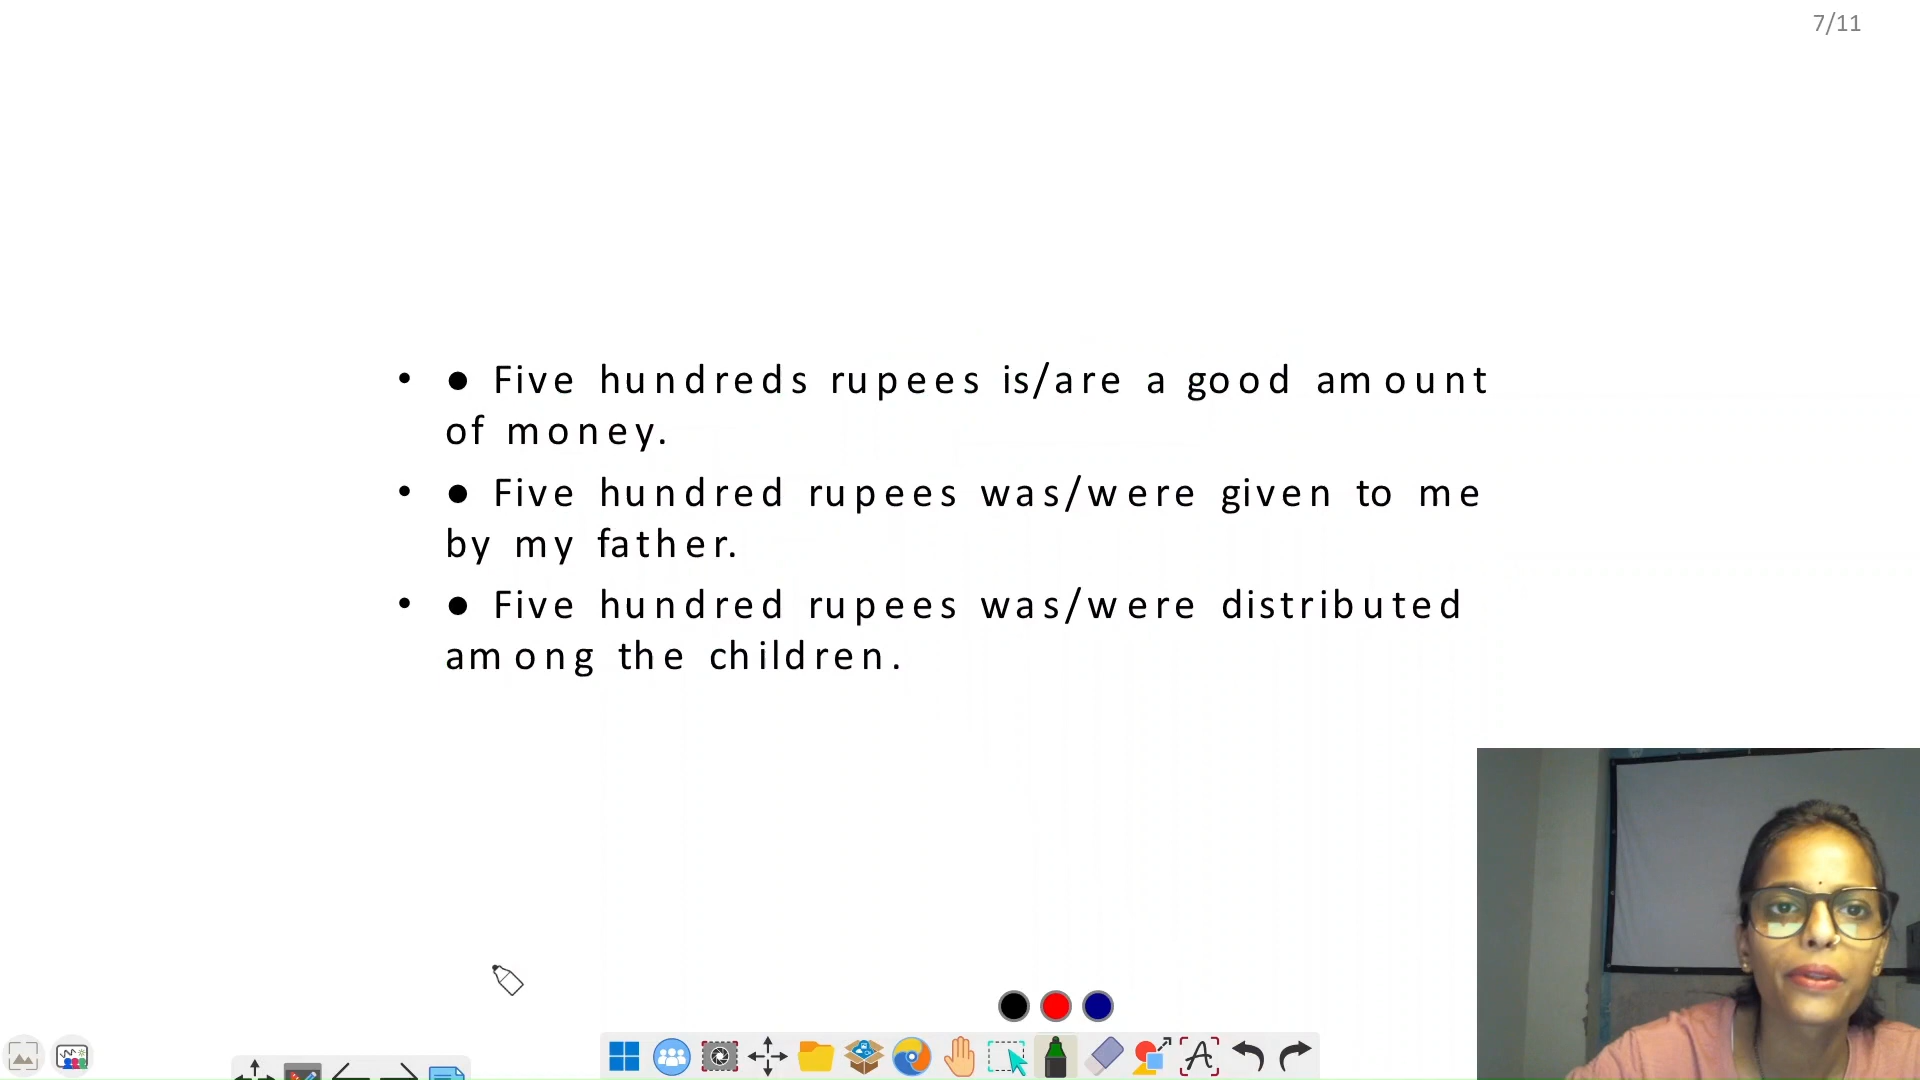 7/11
• ● Five hundreds rupees is/are a good amount
of money.
• ● Five hundred rupees was/were given to me
by my father.
• ● Five hundred rupees was/were distributed
among the children.